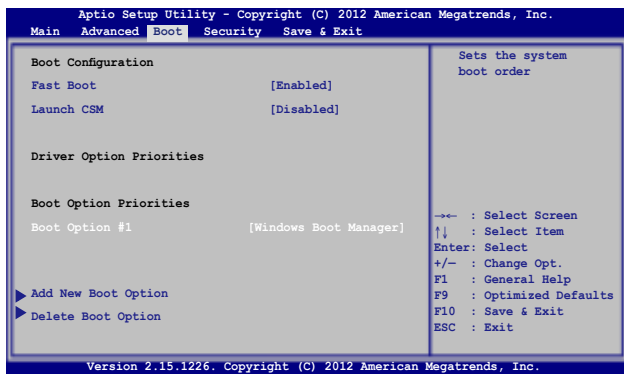 Aptio Setup Utility - Copyright (C) 2012 American Megatrends, Inc.
Main Advanced Boot Security Save & Exit
Boot Configuration
Fast Boot [Enabled]
Launch CSM [Disabled]
Driver Option Priorities
Boot Option Priorities
Boot Option #1 [Windows Boot Manager]
Add New Boot Option
Delete Boot Option
Sets the system
boot order
→← : Select Screen
↑↓ : Select Item
Enter: Select
+/— : Change Opt.
F1 : General Help
F9 : Optimized Defaults
F10 : Save & Exit
ESC : Exit
Version 2.15.1226. Copyright (C) 2012 American Megatrends, Inc.